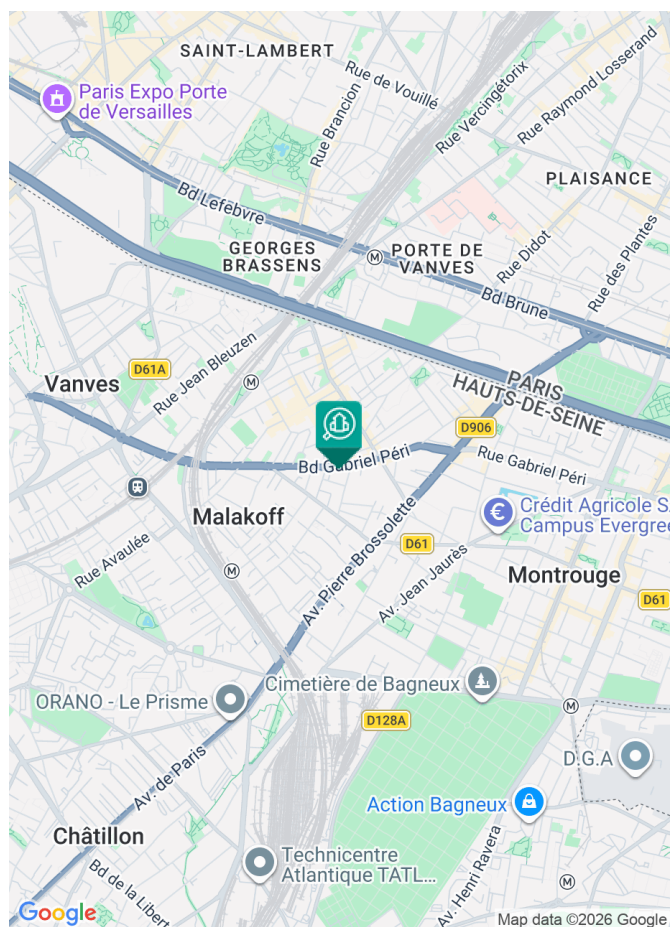 SAINT-LAMBERT
Rue de Vouillé
Rue Vercingétorix
Rue Raymond Losserand
Paris Expo Porte
de Versailles
Rue Brancion
Bd Lefebvre
PLAISANCE
GEORGES
BRASSENS
PORTE DE
VANVES
M
Rue Didot
Rue des Plantes
Bd Brune
Rue Jean Bleuzen
D61A
Vanves
M
PARIS
HAUTS-DE-SEINE
D906
Bd Gabriel Péri
Rue Gabriel Péri
€
Crédit Agricole S
Campus Evergree
Malakoff
Rue Avaulée
Av. Pierre Brossolette
D61
Av. Jean Jaurès
M
Montrouge
D61
Cimetière de Bagneux
ORANO - Le Prisme
D128A
M
D.G.A
Av. de Paris
Action Bagneux
Châtillon
Technicentre
Atlantique TATL...
Bd de la Libert
Av. Henri Ravera
M
Google
Map data ©2026 Google